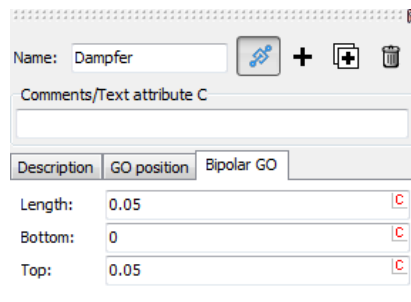 Name: Dampfer
Comments/Text attribute C
Description GO position Bipolar GO
Length: 0.05 C
Bottom: 0 C
Top: 0.05 C